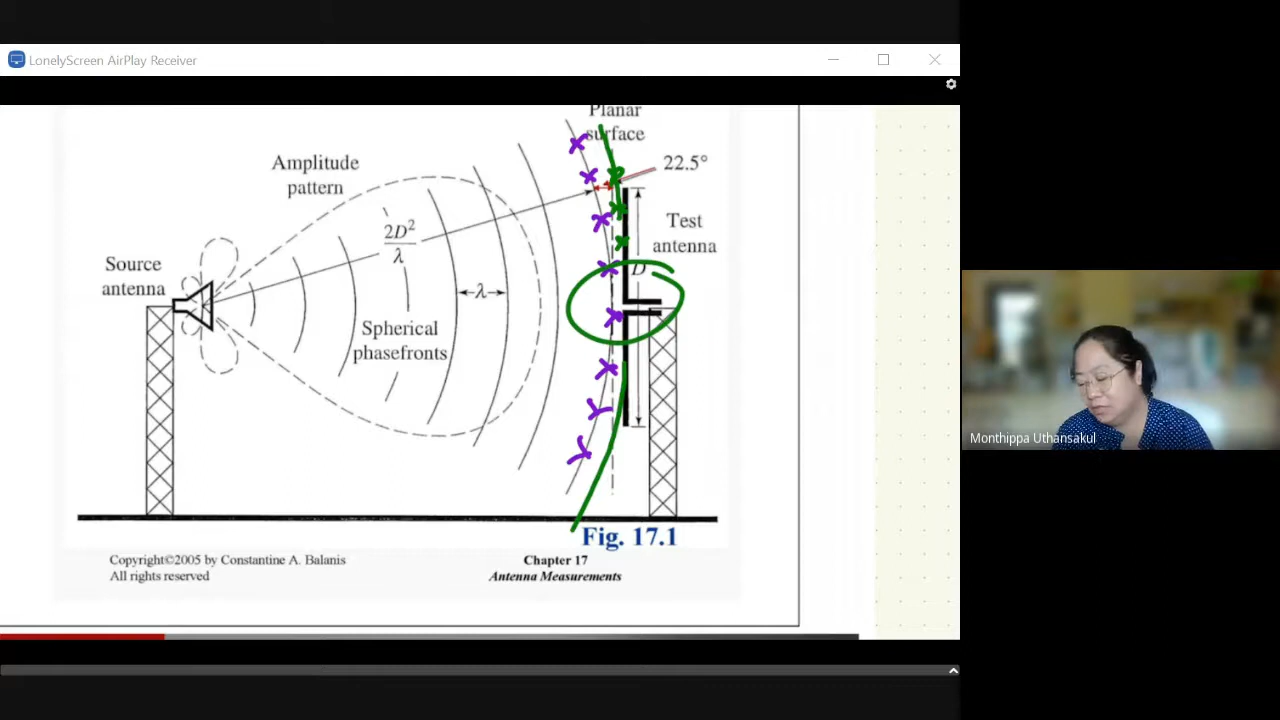 LonelyScreen AirPlay Receiver
Planar
surface
22.5°
Amplitude
pattern
2D²
λ
Test
antenna
D
Source
antenna
λ
Spherical
phasefronts
Monthippa Uthansakul
Fig. 17.1
Copyright©2005 by Constantine A. Balanis
All rights reserved
Chapter 17
Antenna Measurements